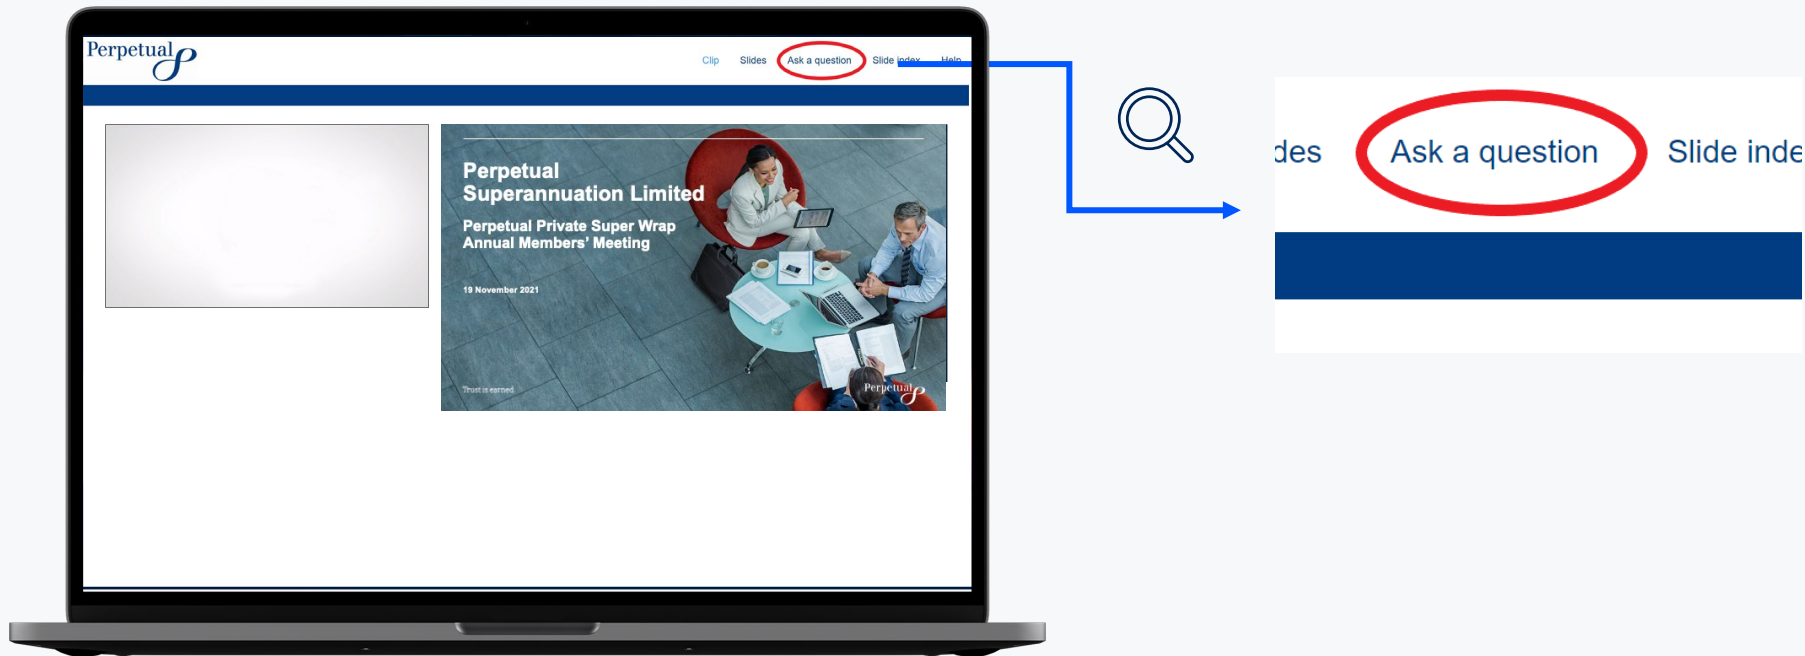 Perpetual
Clip Slides Ask a question Slide index Help
Perpetual
Superannuation Limited
Perpetual Private Super Wrap
Annual Members' Meeting
19 November 2021
Trust is earned.
Perpetual
des Ask a question Slide inde